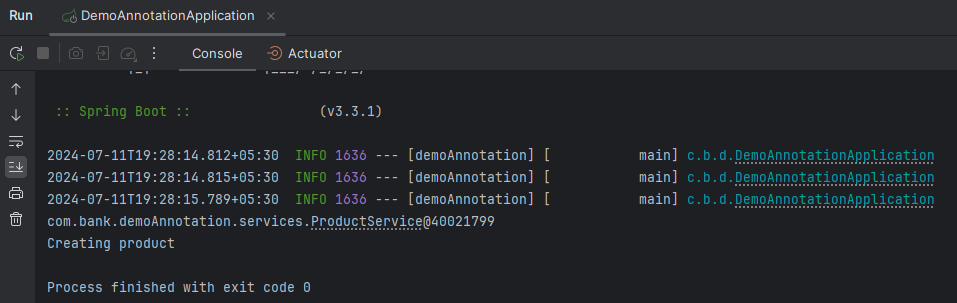 Run
DemoAnnotationApplication
Console
Actuator
:: Spring Boot :: (v3.3.1)
2024-07-11T19:28:14.812+05:30  INFO 1636 --- [demoAnnotation] [           main] c.b.d.DemoAnnotationApplication
2024-07-11T19:28:14.815+05:30  INFO 1636 --- [demoAnnotation] [           main] c.b.d.DemoAnnotationApplication
2024-07-11T19:28:15.789+05:30  INFO 1636 --- [demoAnnotation] [           main] c.b.d.DemoAnnotationApplication
com.bank.demoAnnotation.services.ProductService@40021799
Creating product
Process finished with exit code 0